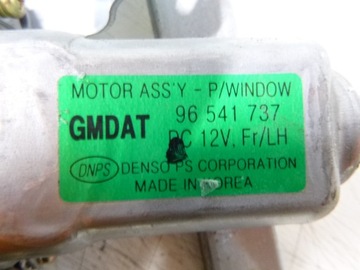 MOTOR ASS'Y - P/WINDOW
GMDAT 96 541 737
DC 12V, Fr/LH
DNPS DENSO PS CORPORATION
MADE IN KOREA